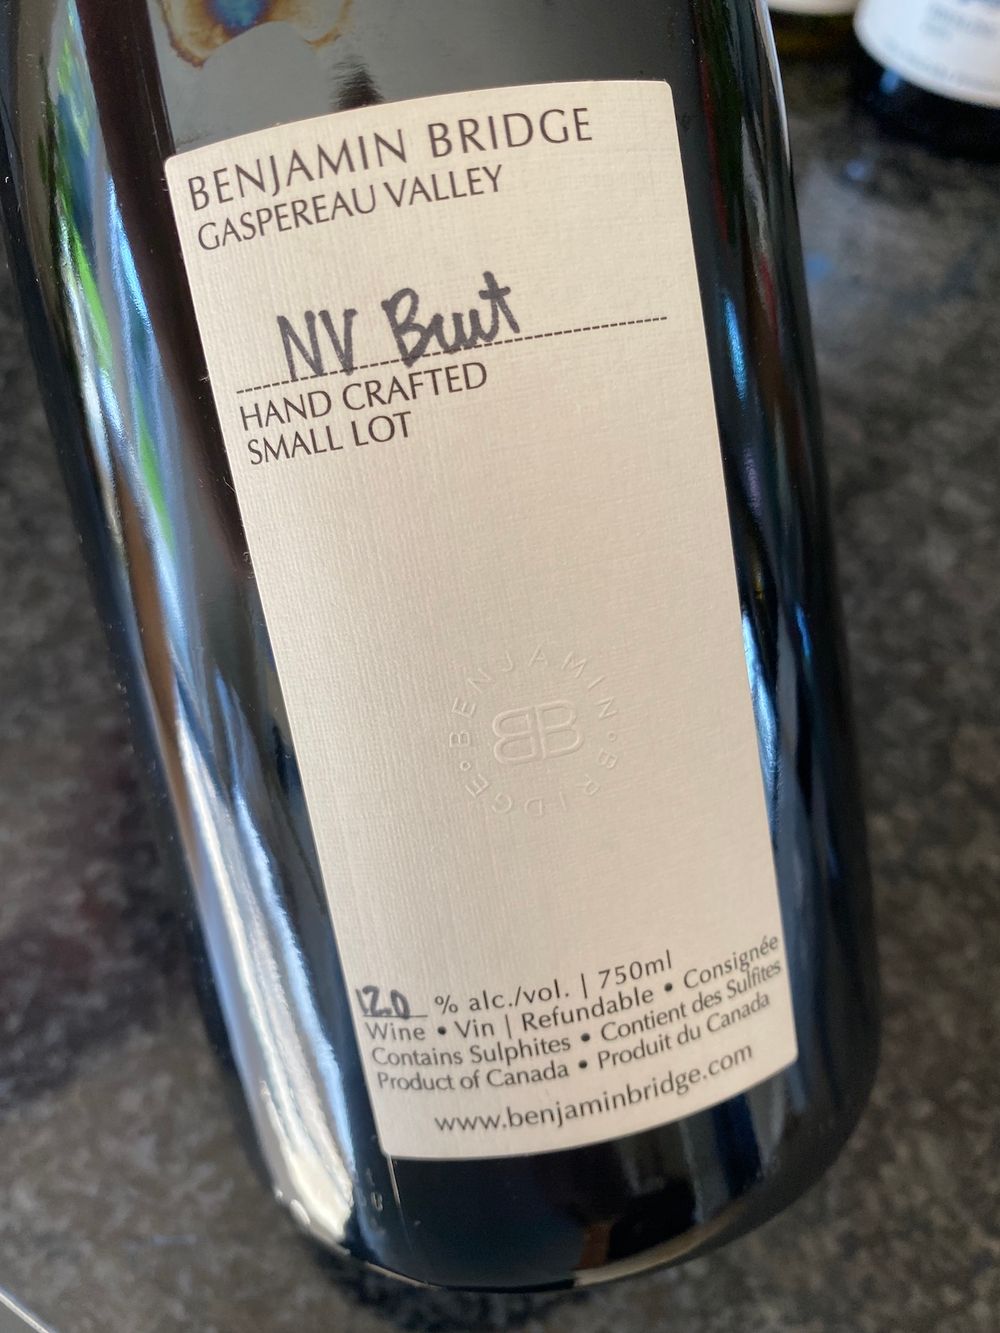 BENJAMIN BRIDGE
GASPEREAU VALLEY
NV Brut
HAND CRAFTED
SMALL LOT
BENJAMIN • BRIDGE •
BB
12.0 % alc./vol. | 750ml
Wine • Vin | Refundable • Consignée
Contains Sulphites • Contient des Sulfites
Product of Canada • Produit du Canada
www.benjaminbridge.com